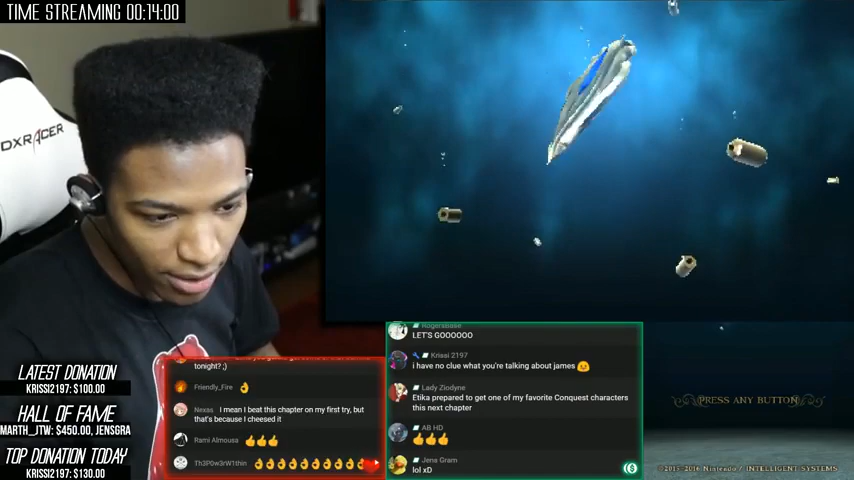 TIME STREAMING 00:14:00
DXRACER
tonight? ;)
Friendly_Fire
Nexas I mean I beat this chapter on my first try, but
that's because I cheesed it
Rami Almousa
Th3P0w3rW1thin
RogersBase
LET'S GOOOOOO
Krissi 2197
i have no clue what you're talking about james
Lady Ziodyne
Etika prepared to get one of my favorite Conquest characters
this next chapter
AB HD
Jens Gram
lol xD
LATEST DONATION
KRISSI2197: $100.00
HALL OF FAME
MARTH_JTW: $450.00, JENSGRA
TOP DONATION TODAY
KRISSI2197: $130.00
PRESS ANY BUTTON
©2015-2016 Nintendo / INTELLIGENT SYSTEMS